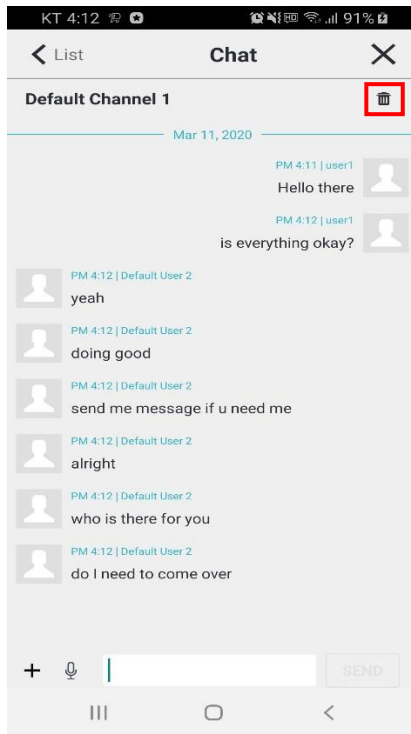 KT 4:12 91%
List Chat
Default Channel 1
Mar 11, 2020
PM 4:11 | user1
Hello there
PM 4:12 | user1
is everything okay?
PM 4:12 | Default User 2
yeah
PM 4:12 | Default User 2
doing good
PM 4:12 | Default User 2
send me message if u need me
PM 4:12 | Default User 2
alright
PM 4:12 | Default User 2
who is there for you
PM 4:12 | Default User 2
do I need to come over
SEND